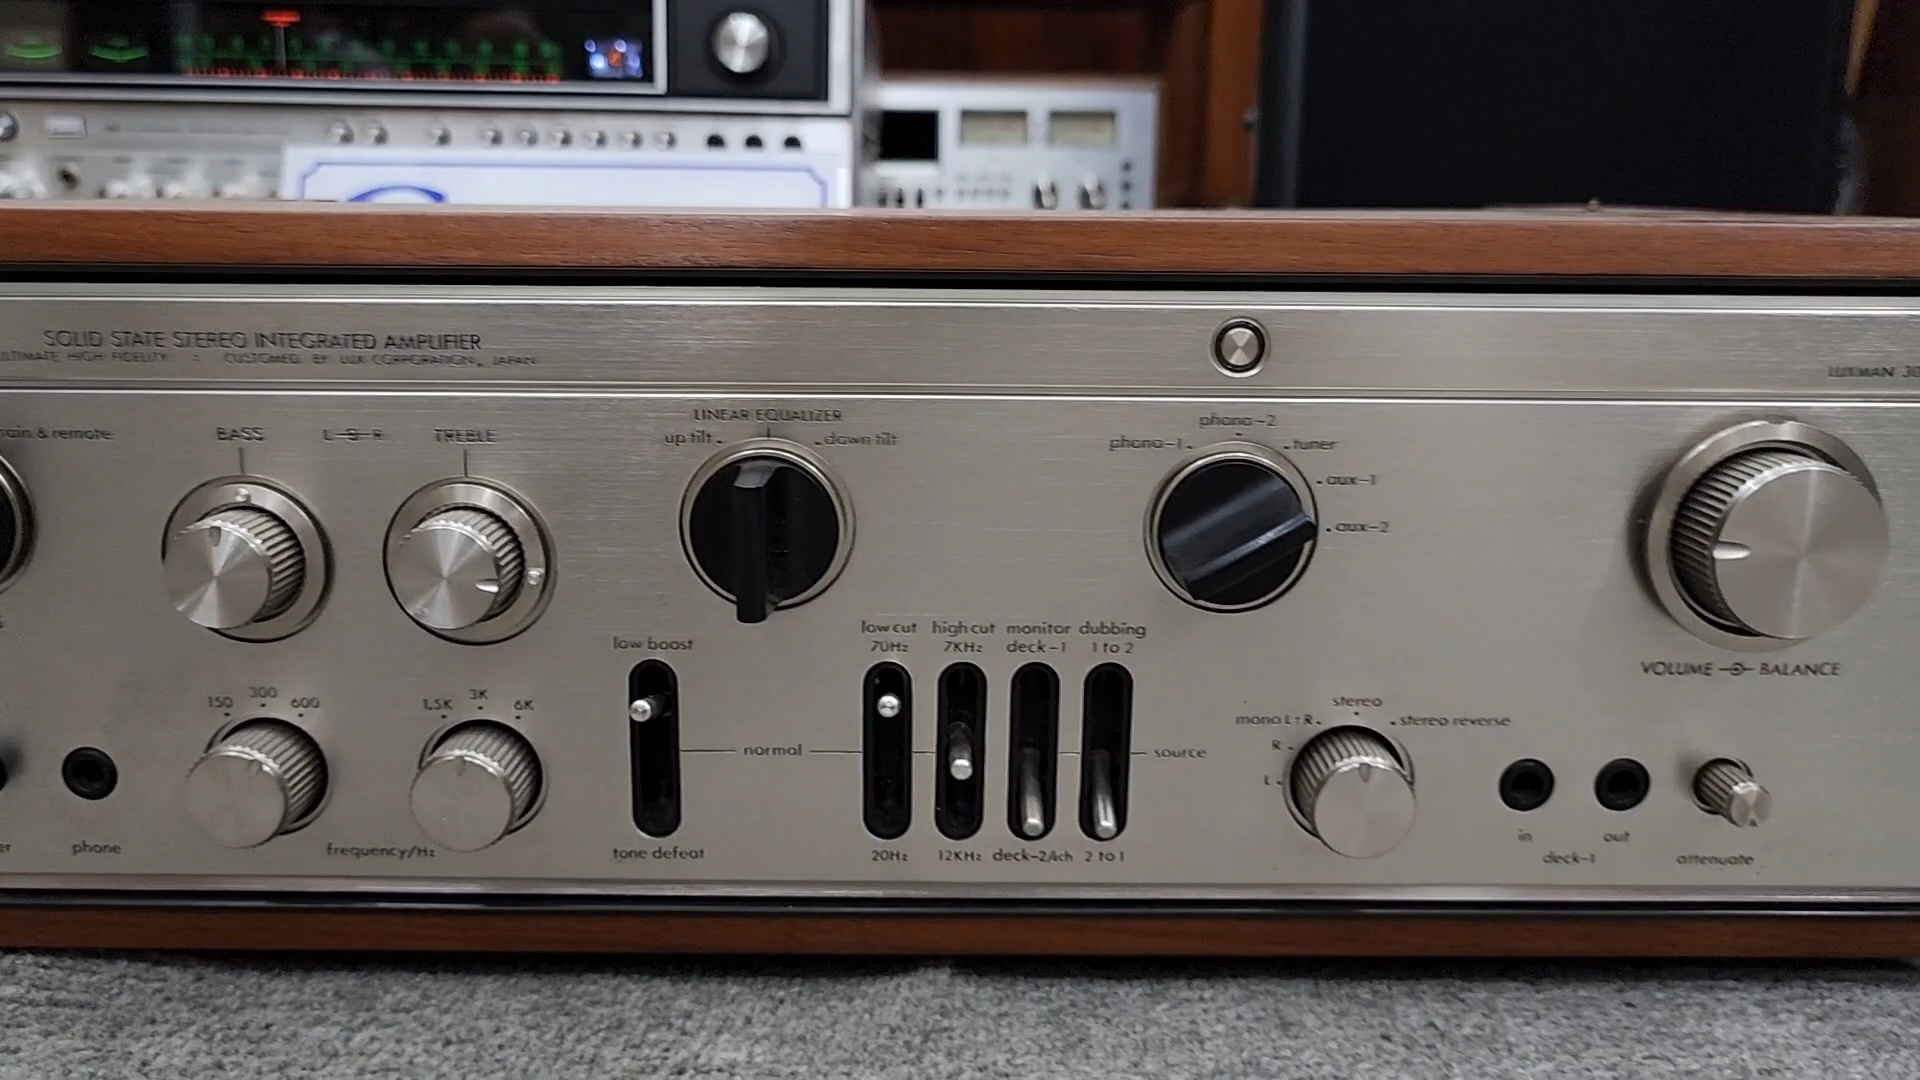 SOLID STATE STEREO INTEGRATED AMPLIFIER
ULTIMATE HIGH FIDELITY : CUSTOMED BY LUX CORPORATION, JAPAN
LUXMAN 30
& remote
BASS L R TREBLE
LINEAR EQUALIZER
up tilt
down tilt
phono-1
phono-2
tuner
aux-1
aux-2
VOLUME BALANCE
150 300 600
1.5K 3K 6K
frequency/Hz
phone
low boost
normal
tone defeat
low cut
70Hz
high cut
7KHz
monitor
deck-1
dubbing
1 to 2
source
20Hz
12KHz
deck-2/4ch
2 to 1
mono L+R
stereo
stereo reverse
R
L
in
out
deck-1
attenuate